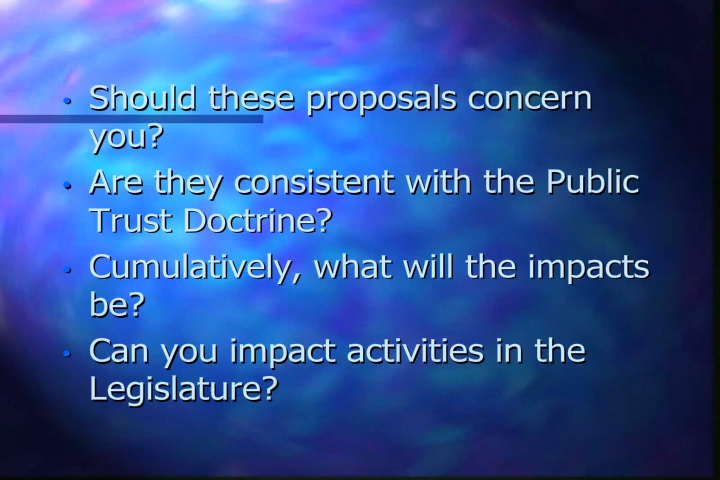 • Should these proposals concern
you?
• Are they consistent with the Public
Trust Doctrine?
• Cumulatively, what will the impacts
be?
• Can you impact activities in the
Legislature?